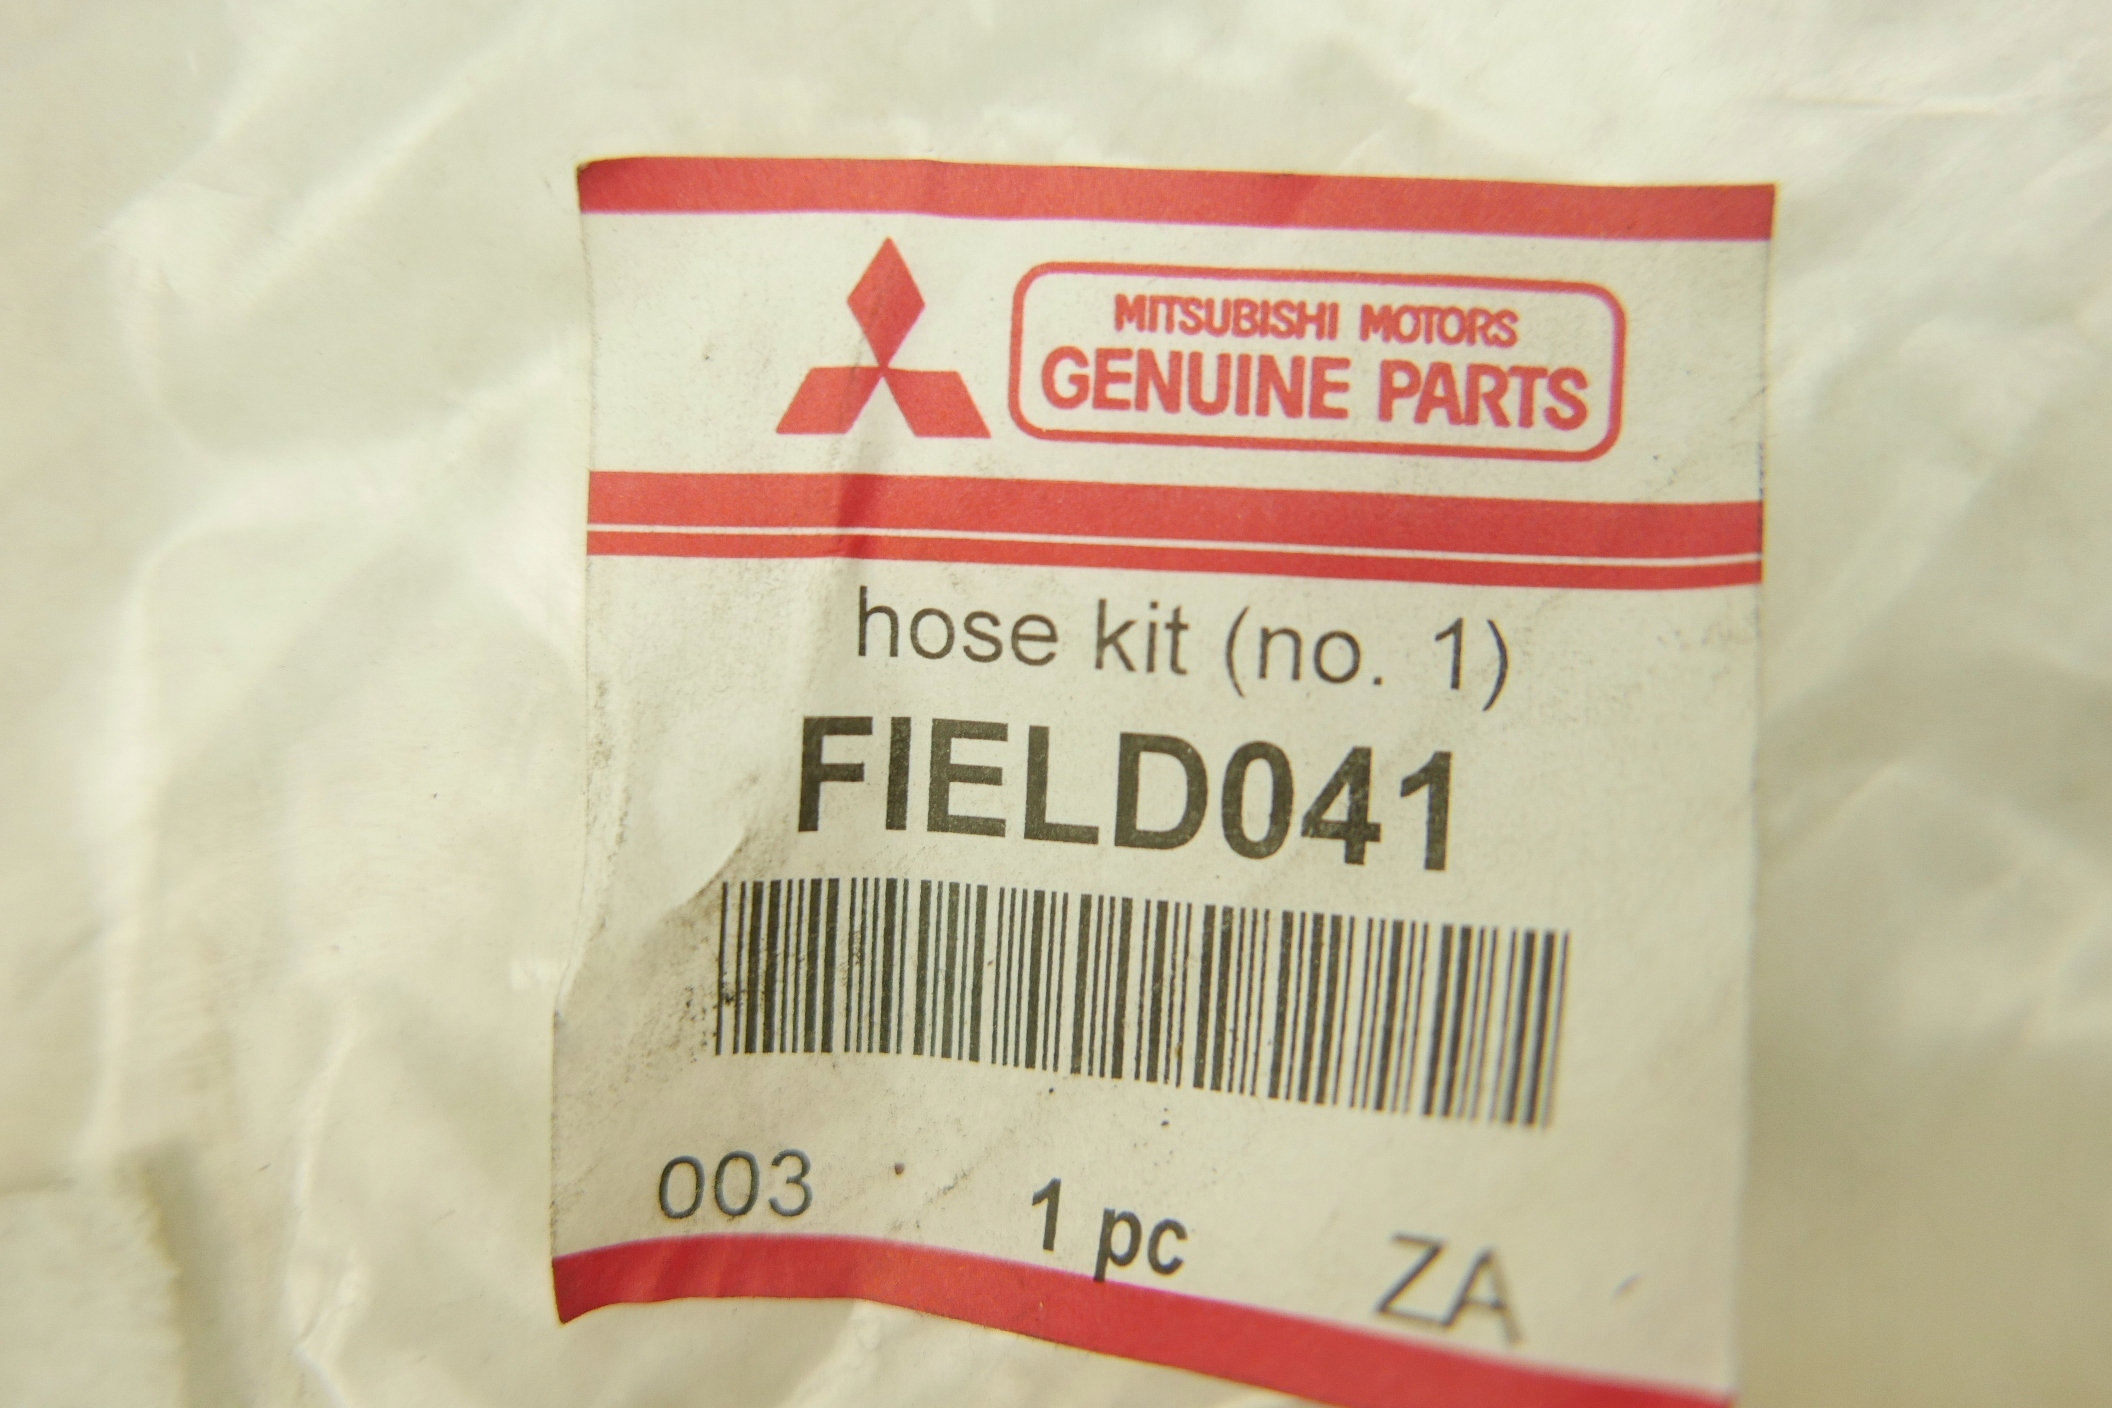 MITSUBISHI MOTORS
GENUINE PARTS
hose kit (no. 1)
FIELD041
003 1 pc ZA